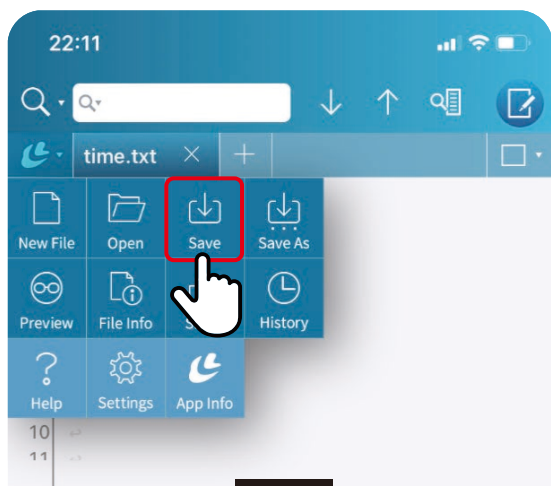 22:11
time.txt
New File Open Save Save As
Preview File Info History
Help Settings App Info
10
11